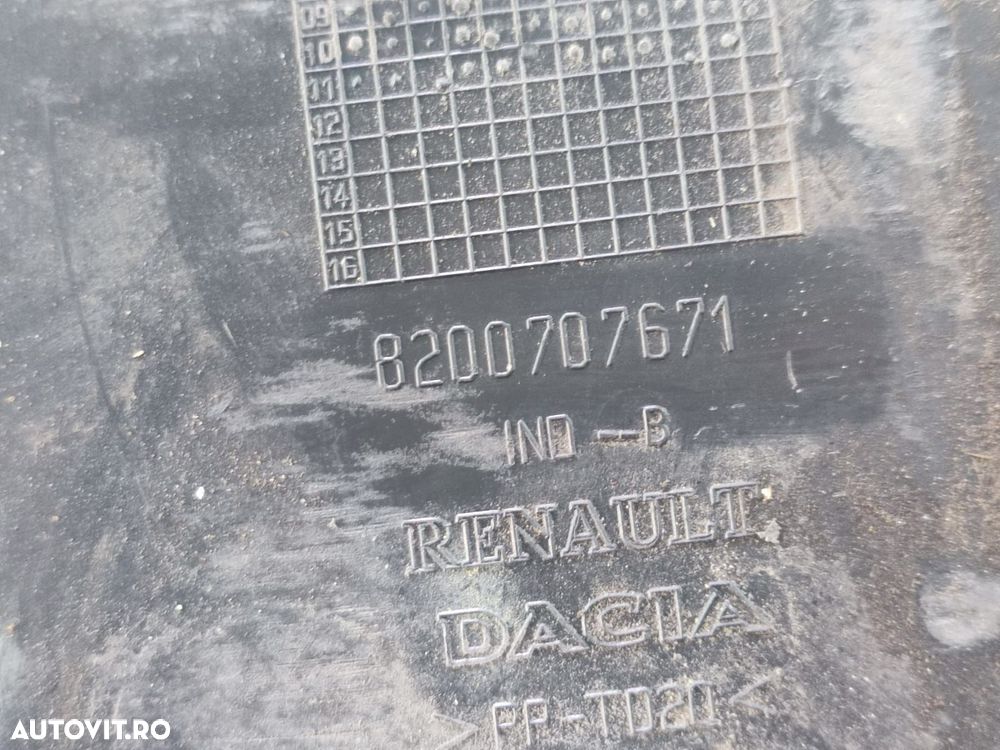 09
10
11
12
13
14
15
16
8200707671
IND - B
RENAULT
DACIA
>PP-TD20<
AUTOVIT.RO